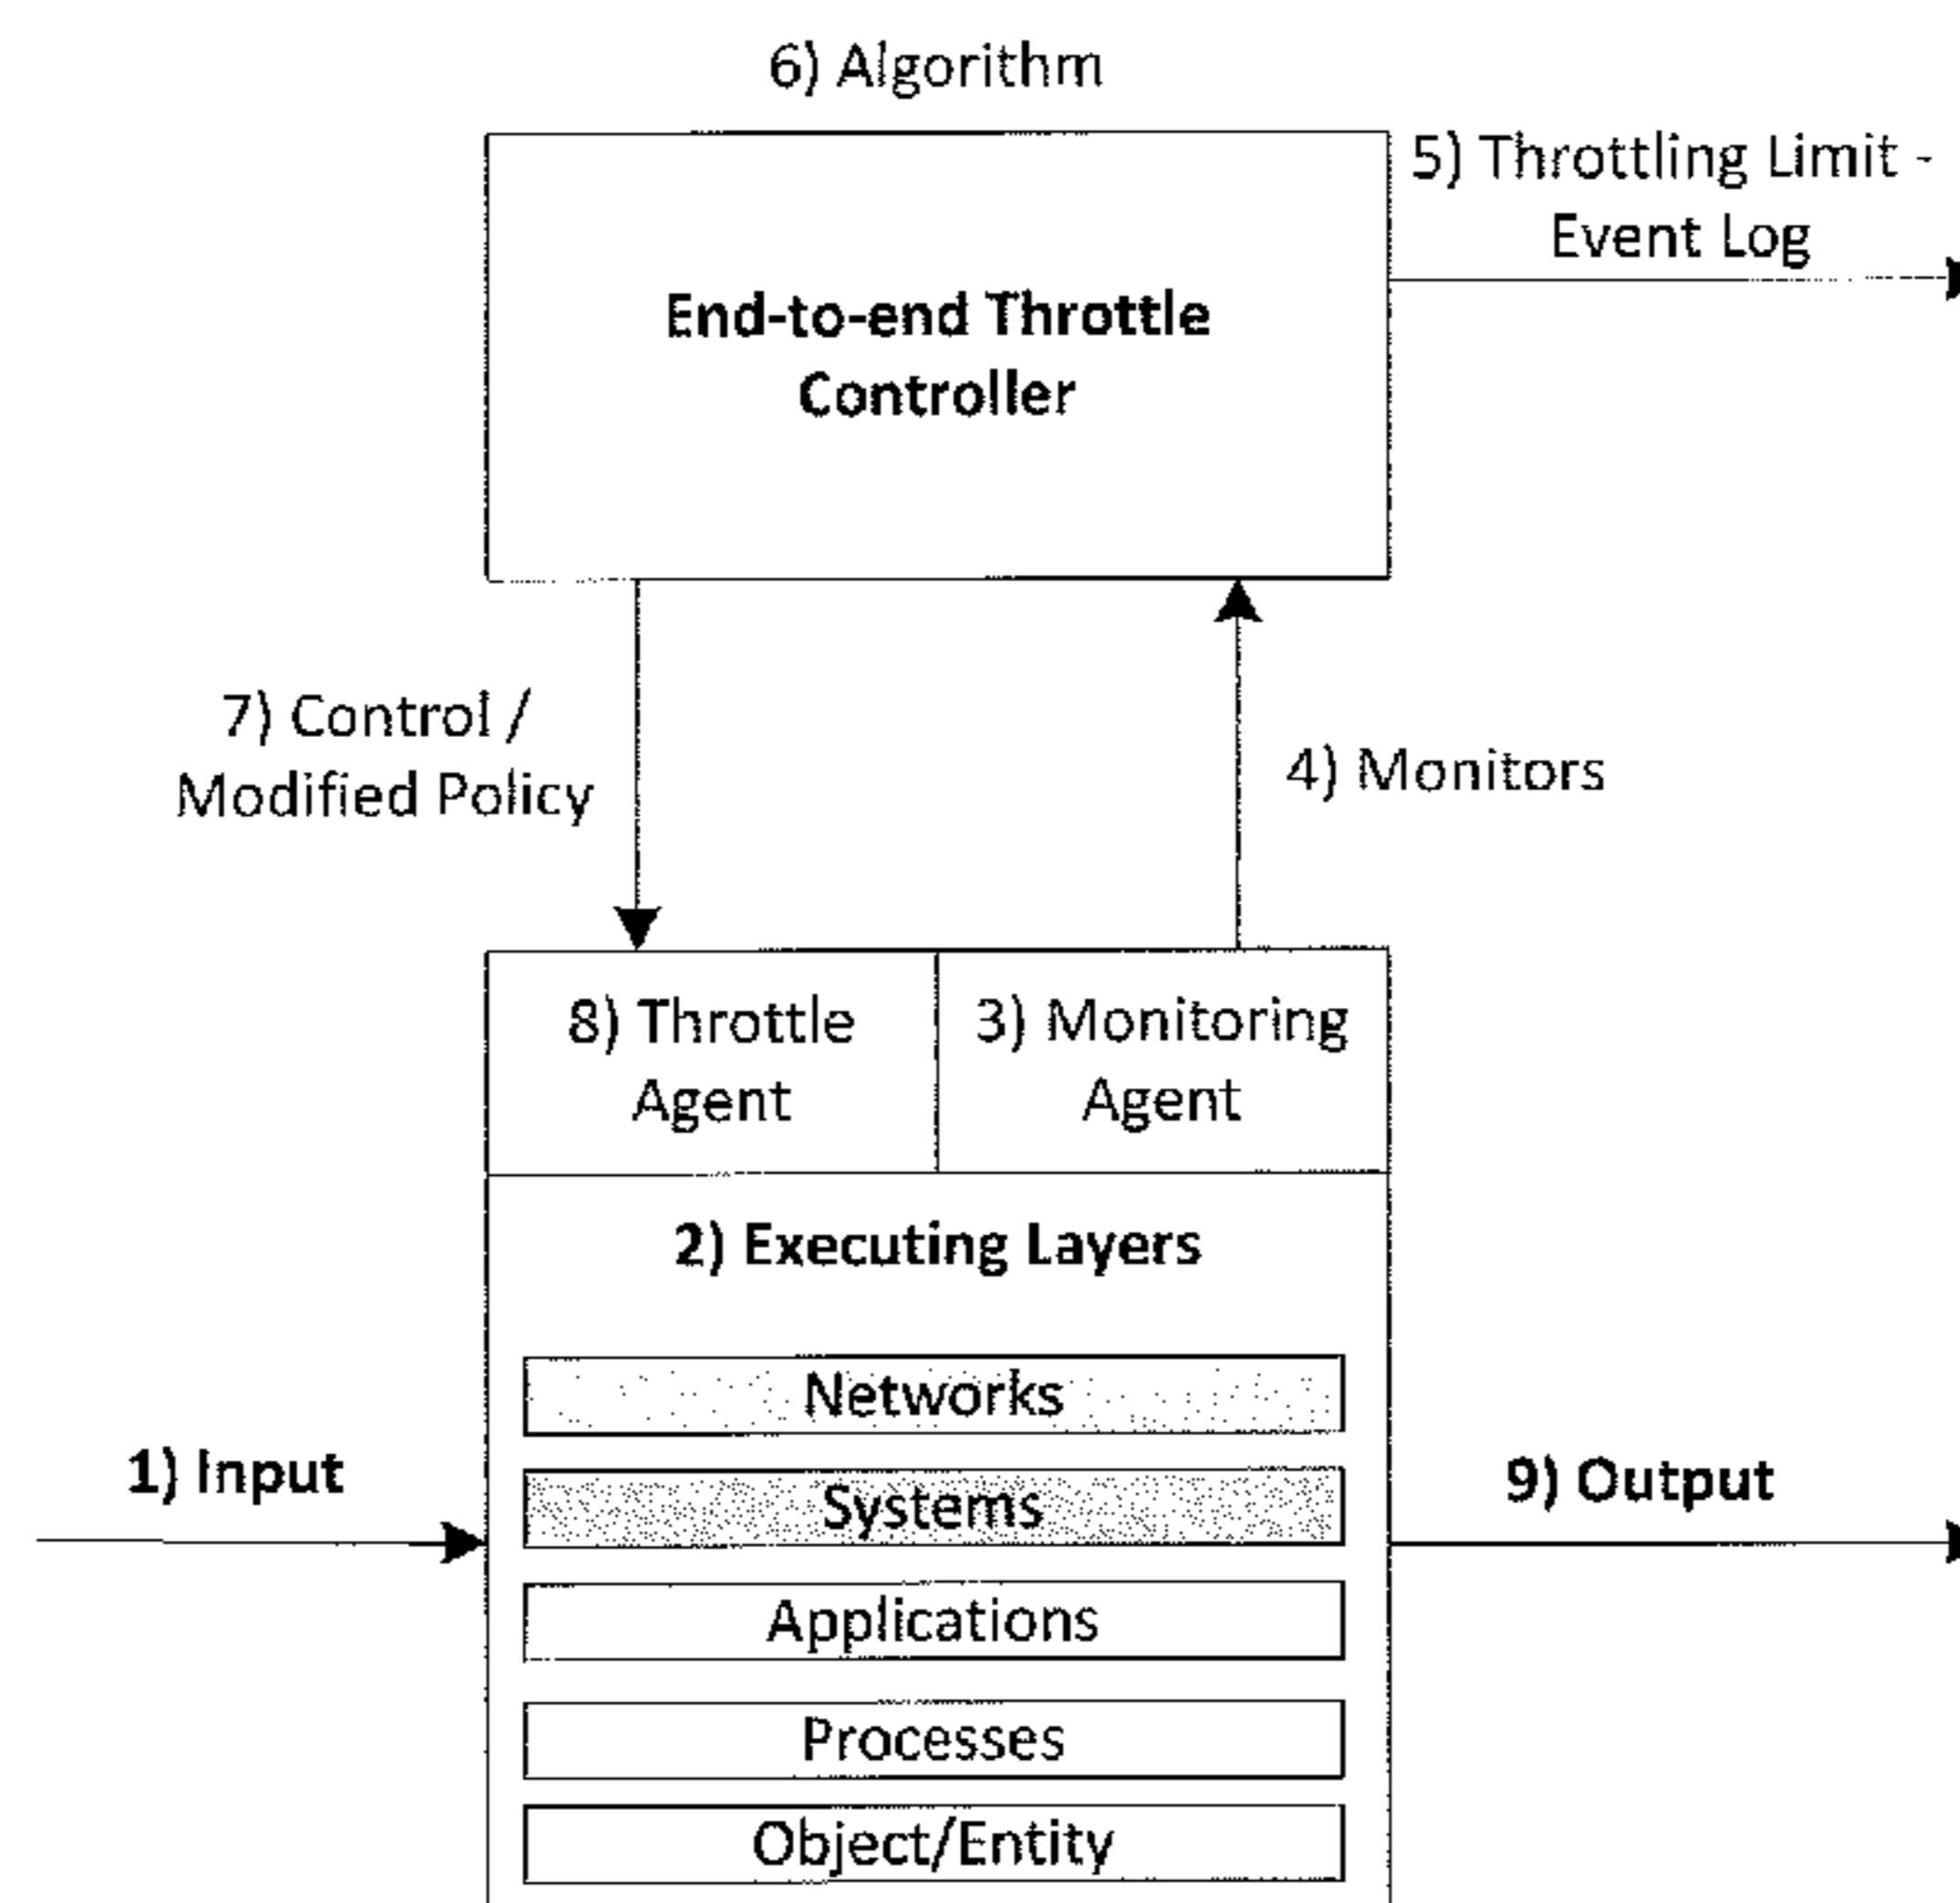 6) Algorithm
5) Throttling Limit -
Event Log
End-to-end Throttle
Controller
7) Control /
Modified Policy
4) Monitors
8) Throttle
Agent
3) Monitoring
Agent
2) Executing Layers
Networks
1) Input
Systems
9) Output
Applications
Processes
Object/Entity